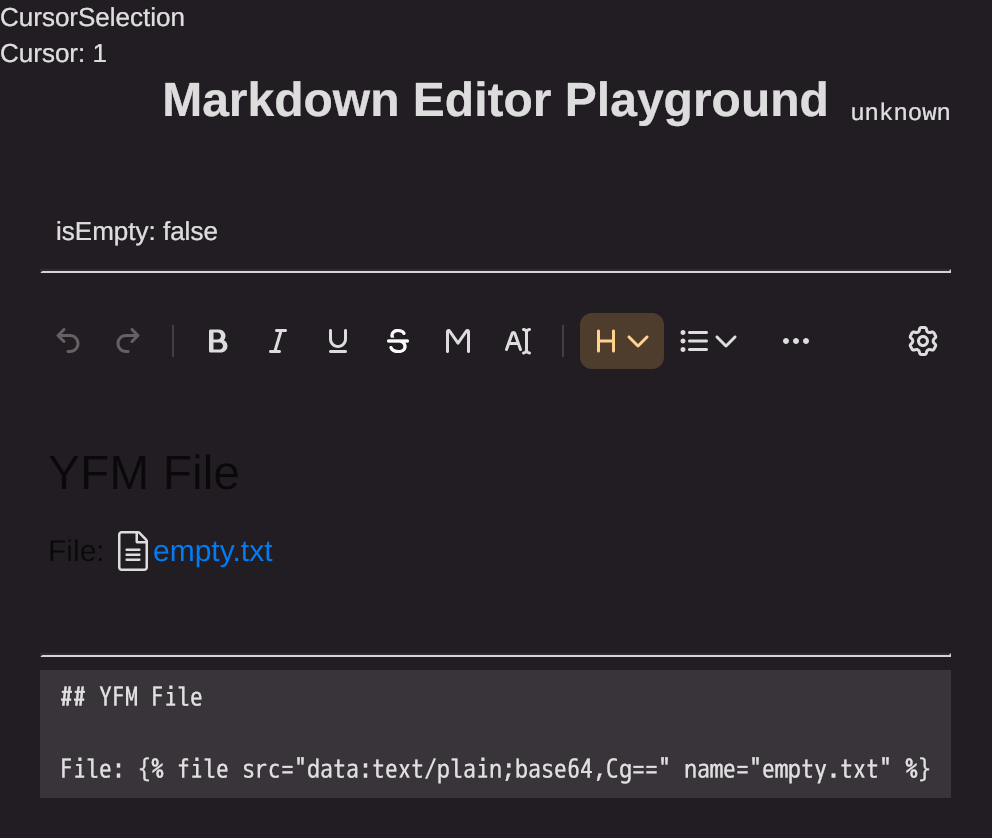 CursorSelection
Cursor: 1
Markdown Editor Playground unknown
isEmpty: false
B I U S M A H
YFM File
File: empty.txt
## YFM File
File: {% file src="data:text/plain;base64,Cg==" name="empty.txt" %}